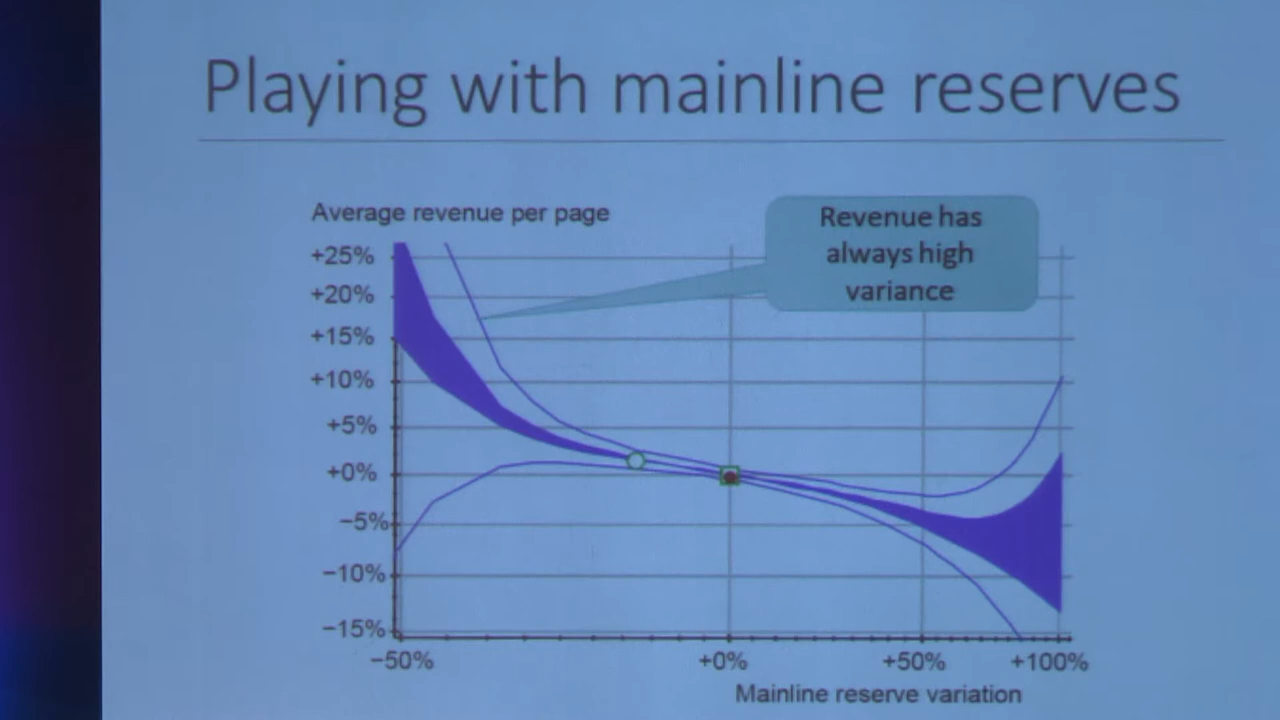 Playing with mainline reserves
Average revenue per page
Revenue has
always high
variance
+25%
+20%
+15%
+10%
+5%
+0%
−5%
−10%
−15%
−50%
+0%
+50%
+100%
Mainline reserve variation